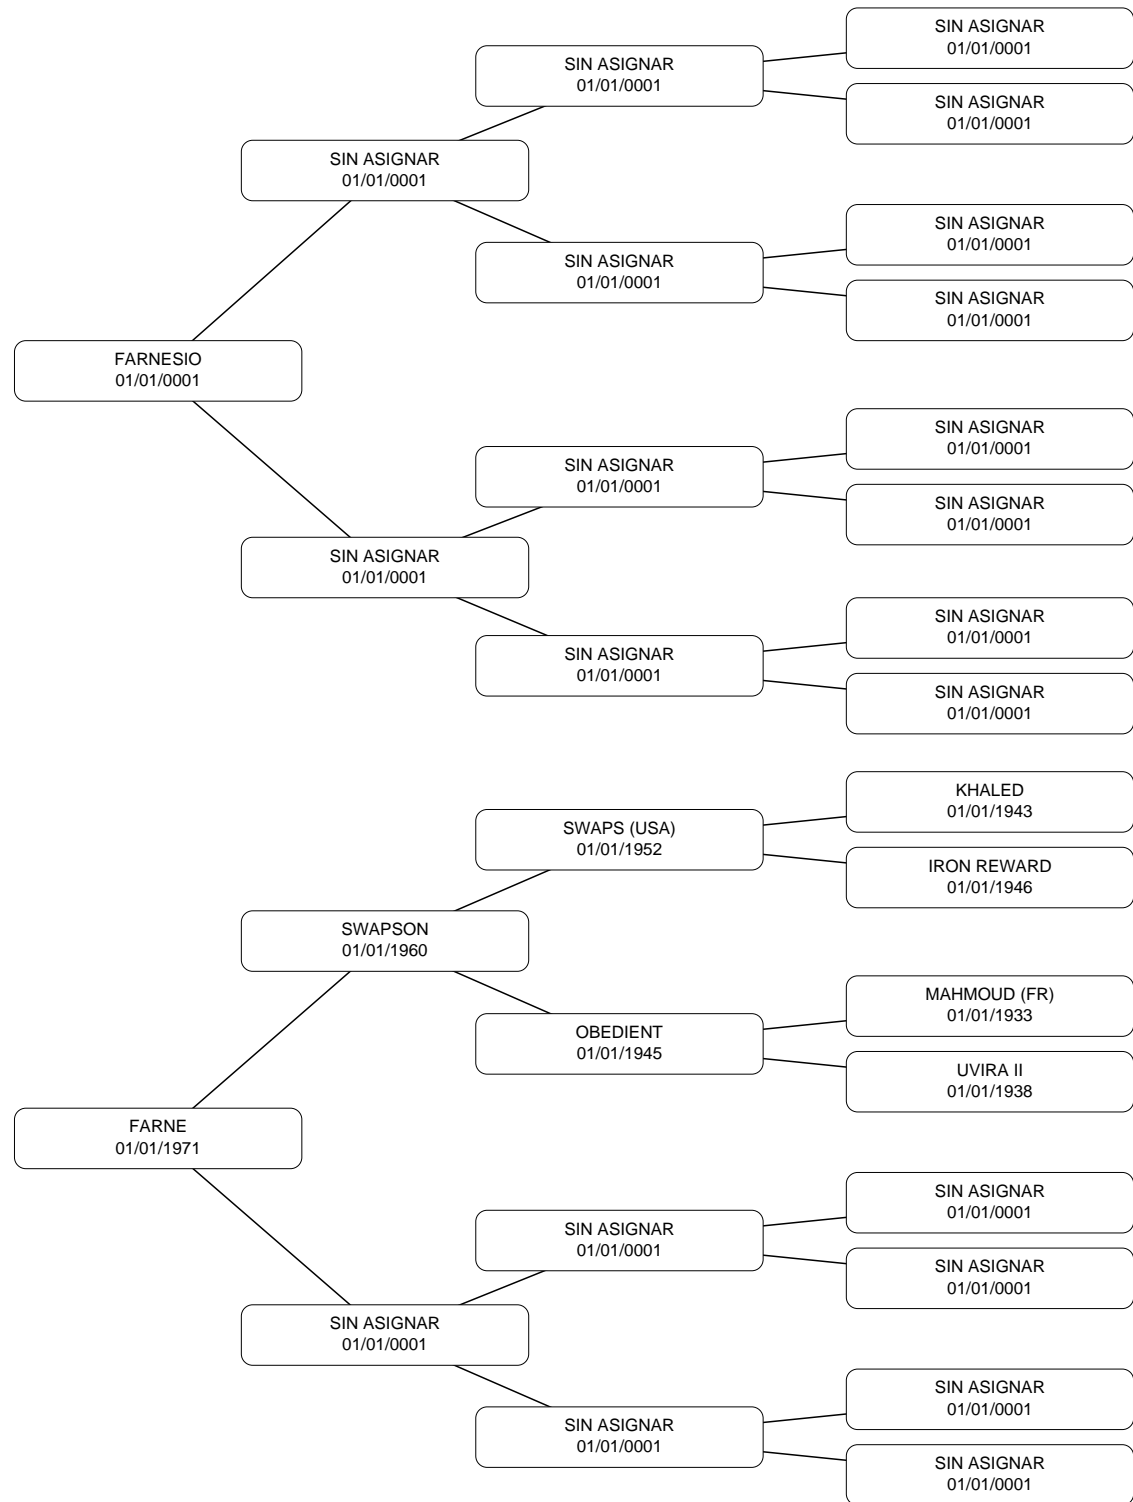 SIN ASIGNAR
01/01/0001
SIN ASIGNAR
01/01/0001
SIN ASIGNAR
01/01/0001
SIN ASIGNAR
01/01/0001
SIN ASIGNAR
01/01/0001
SIN ASIGNAR
01/01/0001
SIN ASIGNAR
01/01/0001
FARNESIO
01/01/0001
SIN ASIGNAR
01/01/0001
SIN ASIGNAR
01/01/0001
SIN ASIGNAR
01/01/0001
SIN ASIGNAR
01/01/0001
SIN ASIGNAR
01/01/0001
SIN ASIGNAR
01/01/0001
SIN ASIGNAR
01/01/0001
KHALED
01/01/1943
SWAPS (USA)
01/01/1952
IRON REWARD
01/01/1946
SWAPSON
01/01/1960
MAHMOUD (FR)
01/01/1933
OBEDIENT
01/01/1945
UVIRA II
01/01/1938
FARNE
01/01/1971
SIN ASIGNAR
01/01/0001
SIN ASIGNAR
01/01/0001
SIN ASIGNAR
01/01/0001
SIN ASIGNAR
01/01/0001
SIN ASIGNAR
01/01/0001
SIN ASIGNAR
01/01/0001
SIN ASIGNAR
01/01/0001